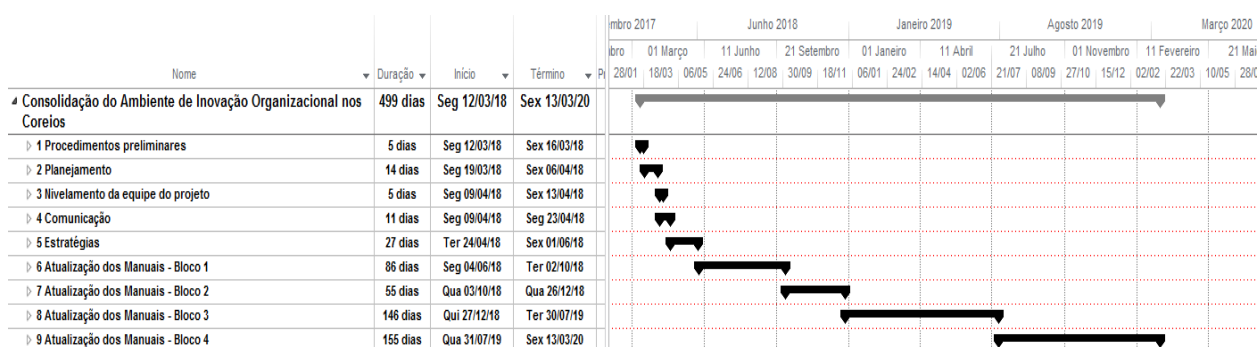 mbro 2017 Junho 2018 Janeiro 2019 Agosto 2019 Março 2020
bro 01 Março 11 Junho 21 Setembro 01 Janeiro 11 Abril 21 Julho 01 Novembro 11 Fevereiro 21 Mai
Nome Duração Início Término P 28/01 18/03 06/05 24/06 12/08 30/09 18/11 06/01 24/02 14/04 02/06 21/07 08/09 27/10 15/12 02/02 22/03 10/05 28/0
Consolidação do Ambiente de Inovação Organizacional nos 499 dias Seg 12/03/18 Sex 13/03/20
Coreios
1 Procedimentos preliminares 5 dias Seg 12/03/18 Sex 16/03/18
2 Planejamento 14 dias Seg 19/03/18 Sex 06/04/18
3 Nivelamento da equipe do projeto 5 dias Seg 09/04/18 Sex 13/04/18
4 Comunicação 11 dias Seg 09/04/18 Seg 23/04/18
5 Estratégias 27 dias Ter 24/04/18 Sex 01/06/18
6 Atualização dos Manuais - Bloco 1 86 dias Seg 04/06/18 Ter 02/10/18
7 Atualização dos Manuais - Bloco 2 55 dias Qua 03/10/18 Qua 26/12/18
8 Atualização dos Manuais - Bloco 3 146 dias Qui 27/12/18 Ter 30/07/19
9 Atualização dos Manuais - Bloco 4 155 dias Qua 31/07/19 Sex 13/03/20